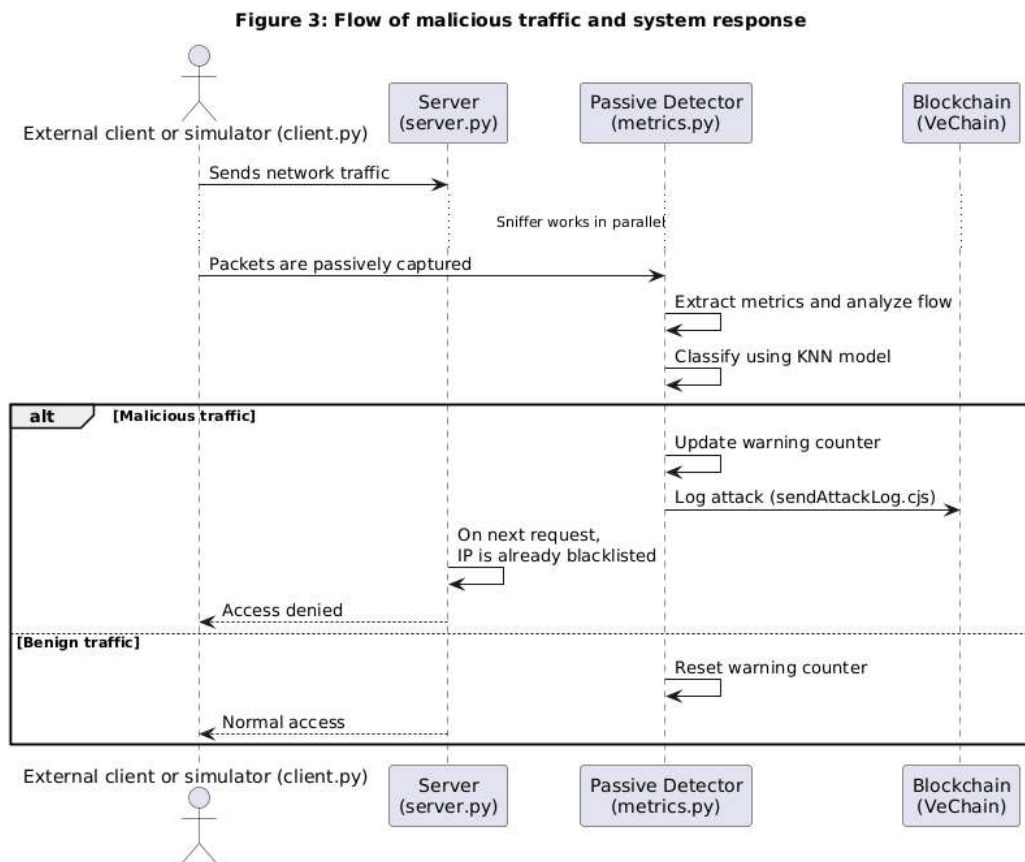 Figure 3: Flow of malicious traffic and system response
External client or simulator (client.py)
Server
(server.py)
Passive Detector
(metrics.py)
Blockchain
(VeChain)
Sends network traffic
Sniffer works in parallel
Packets are passively captured
Extract metrics and analyze flow
Classify using KNN model
alt
[Malicious traffic]
Update warning counter
Log attack (sendAttackLog.cjs)
On next request,
IP is already blacklisted
Access denied
[Benign traffic]
Reset warning counter
Normal access
External client or simulator (client.py)
Server
(server.py)
Passive Detector
(metrics.py)
Blockchain
(VeChain)